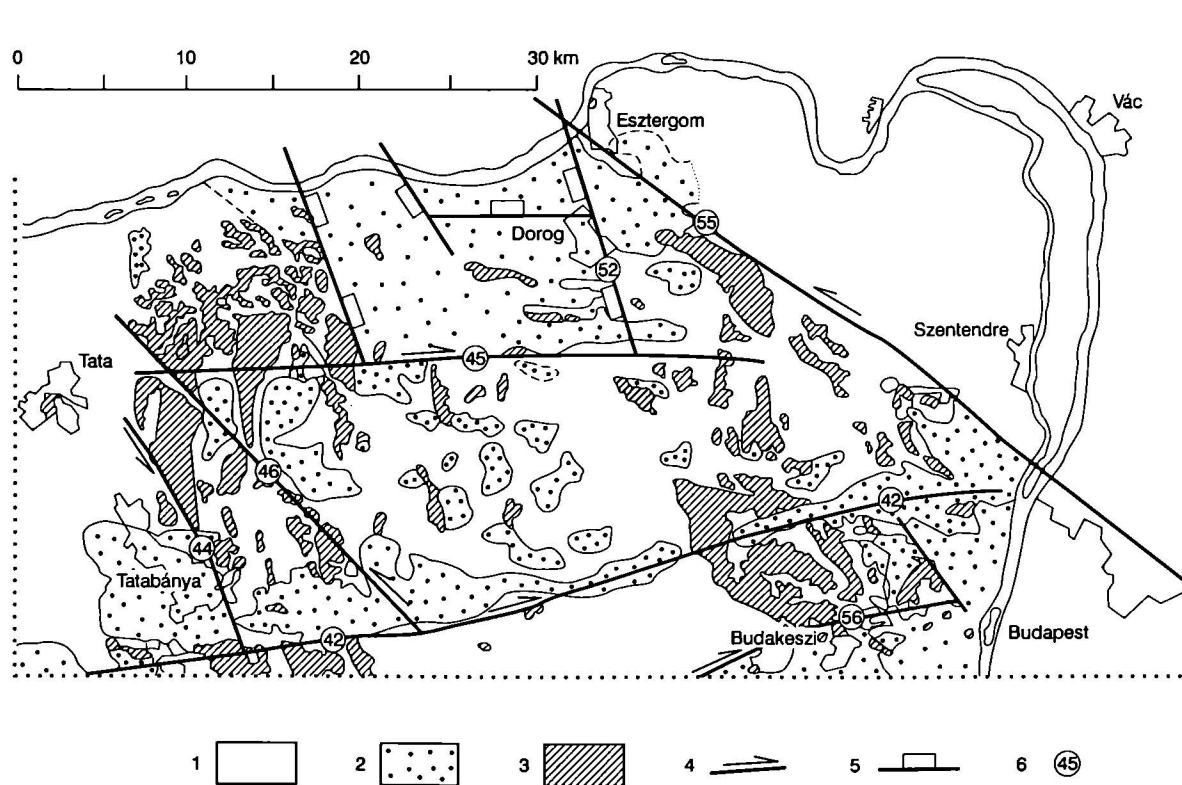 0 10 20 30 km
Vác
Esztergom
55
Dorog
52
Szentendre
Tata
45
46
42
44
Tatabánya
56
Budakeszi
42
Budapest
1 2 3 4 5 6 45